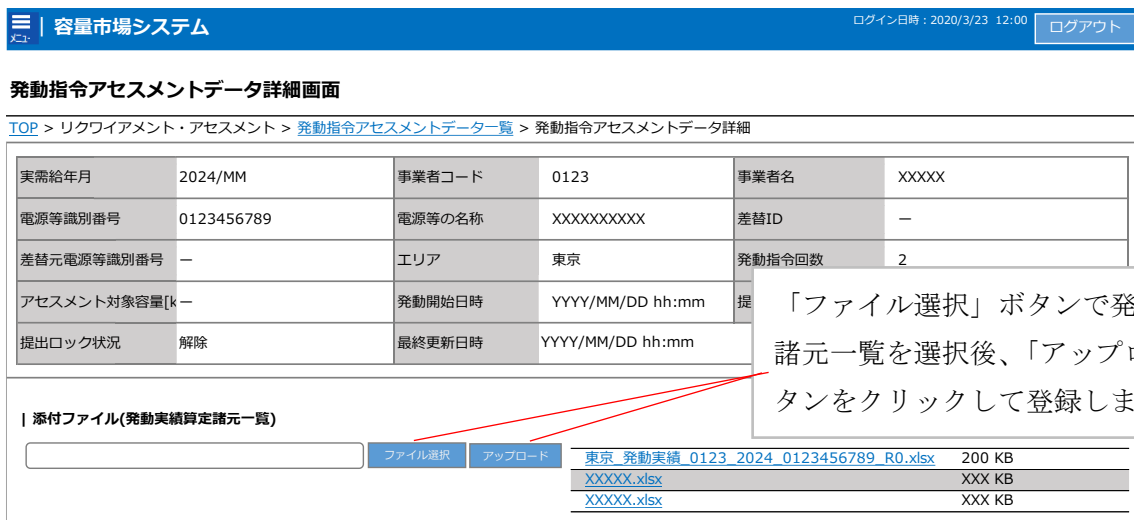 容量市場システム
ログイン日時：2020/3/23 12:00
ログアウト
メニュー
発動指令アセスメントデータ詳細画面
TOP > リクワイアメント・アセスメント > 発動指令アセスメントデータ一覧 > 発動指令アセスメントデータ詳細
実需給年月 2024/MM 事業者コード 0123 事業者名 XXXXX
電源等識別番号 0123456789 電源等の名称 XXXXXXXXXX 差替ID －
差替元電源等識別番号 － エリア 東京 発動指令回数 2
アセスメント対象容量[k － 発動開始日時 YYYY/MM/DD hh:mm 提
提出ロック状況 解除 最終更新日時 YYYY/MM/DD hh:mm
「ファイル選択」ボタンで発
諸元一覧を選択後、「アップロ
タンをクリックして登録しま
| 添付ファイル(発動実績算定諸元一覧)
ファイル選択 アップロード
東京_発動実績_0123_2024_0123456789_R0.xlsx 200 KB
XXXXX.xlsx XXX KB
XXXXX.xlsx XXX KB